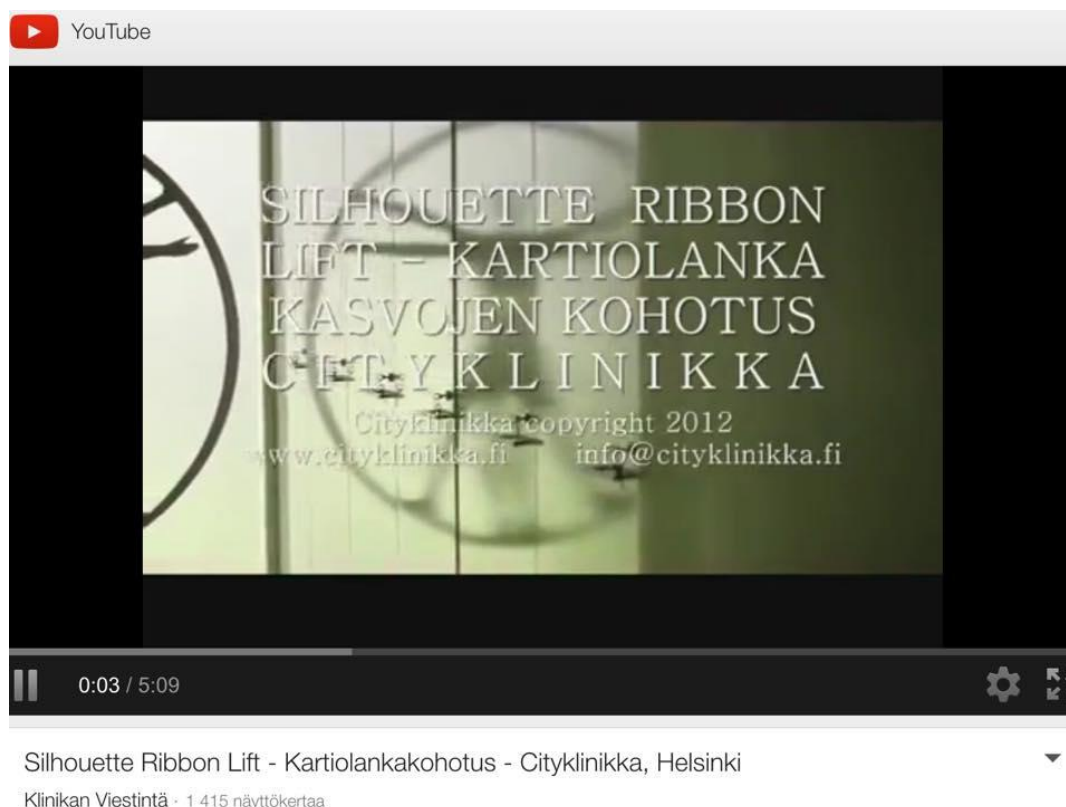 YouTube
SILHOUETTE RIBBON
LIFT - KARTIOLANKA
KASVOJEN KOHOTUS
CITYKLINIKKA
Cityklinikka copyright 2012
www.cityklinikka.fi info@cityklinikka.fi
0:03 / 5:09
Silhouette Ribbon Lift - Kartiolankakohotus - Cityklinikka, Helsinki
Klinikan Viestintä · 1 415 näyttökertaa